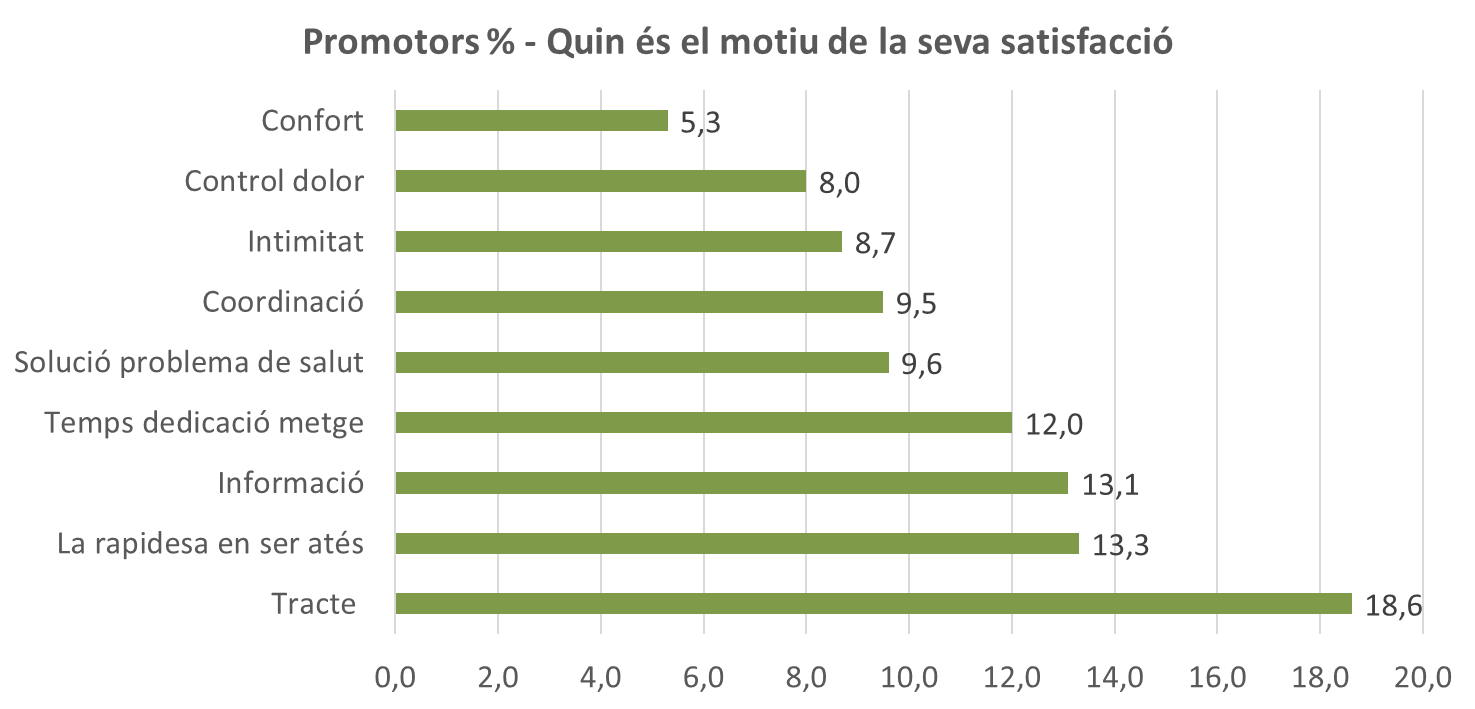 Promotors % - Quin és el motiu de la seva satisfacció
Confort 5,3
Control dolor 8,0
Intimitat 8,7
Coordinació 9,5
Solució problema de salut 9,6
Temps dedicació metge 12,0
Informació 13,1
La rapidesa en ser atés 13,3
Tracte 18,6
0,0 2,0 4,0 6,0 8,0 10,0 12,0 14,0 16,0 18,0 20,0